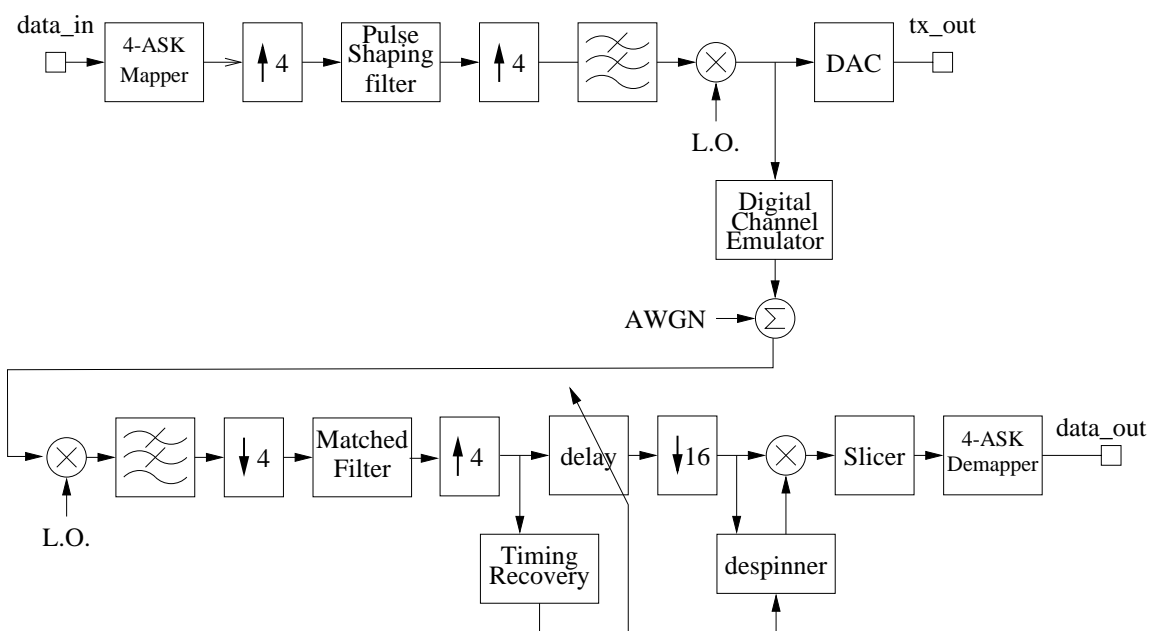 data_in
4-ASK
Mapper
4
Pulse
Shaping
filter
4
L.O.
DAC
tx_out
Digital
Channel
Emulator
AWGN
Σ
L.O.
4
Matched
Filter
4
delay
16
Slicer
4-ASK
Demapper
data_out
Timing
Recovery
despinner